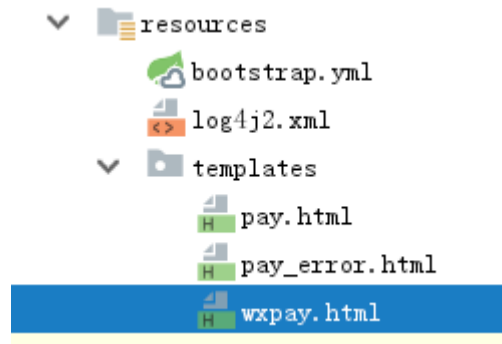 resources
bootstrap.yml
log4j2.xml
templates
pay.html
pay_error.html
wxpay.html